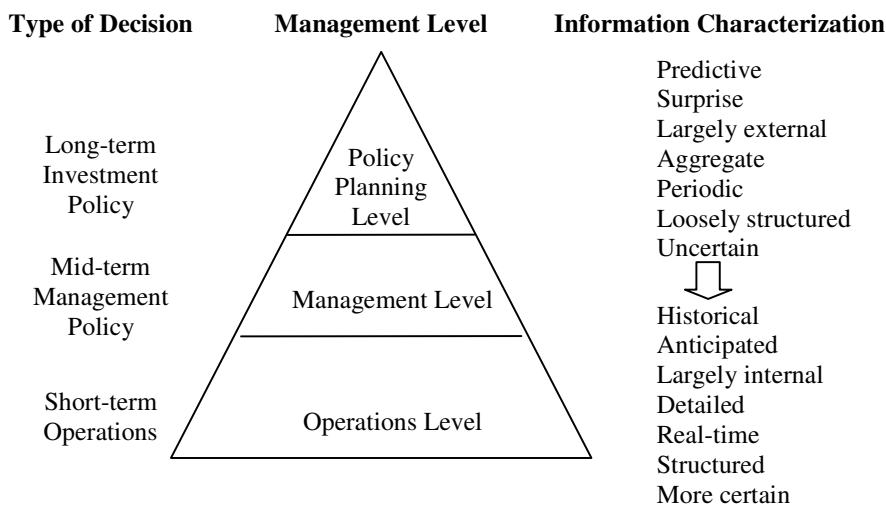 Type of Decision
Management Level
Information Characterization
Long-term
Investment
Policy
Mid-term
Management
Policy
Short-term
Operations
Policy
Planning
Level
Management Level
Operations Level
Predictive
Surprise
Largely external
Aggregate
Periodic
Loosely structured
Uncertain
Historical
Anticipated
Largely internal
Detailed
Real-time
Structured
More certain